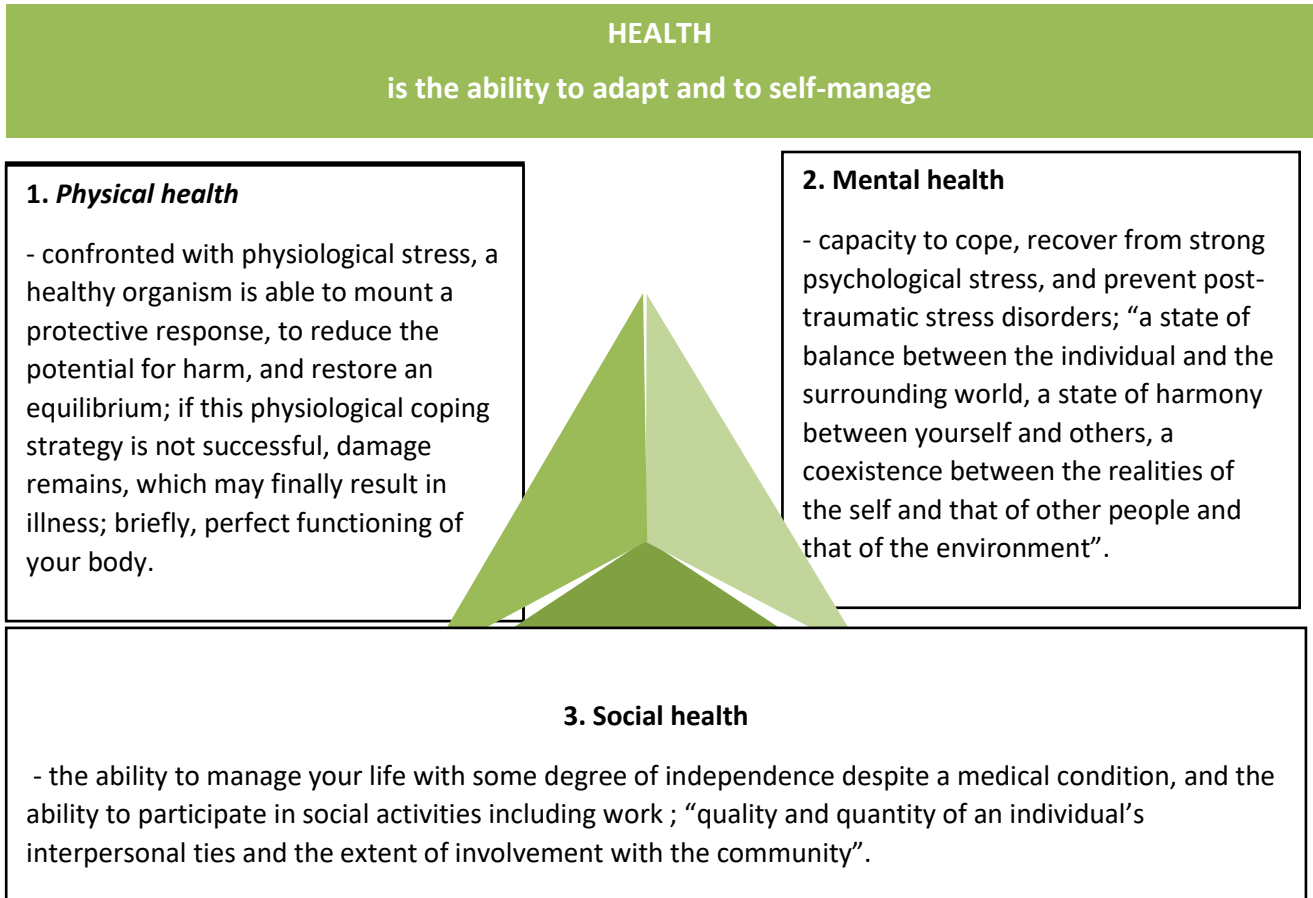 HEALTH
is the ability to adapt and to self-manage
1. Physical health
- confronted with physiological stress, a
healthy organism is able to mount a
protective response, to reduce the
potential for harm, and restore an
equilibrium; if this physiological coping
strategy is not successful, damage
remains, which may finally result in
illness; briefly, perfect functioning of
your body.
2. Mental health
- capacity to cope, recover from strong
psychological stress, and prevent post-
traumatic stress disorders; “a state of
balance between the individual and the
surrounding world, a state of harmony
between yourself and others, a
coexistence between the realities of
the self and that of other people and
that of the environment”.
3. Social health
- the ability to manage your life with some degree of independence despite a medical condition, and the
ability to participate in social activities including work ; “quality and quantity of an individual’s
interpersonal ties and the extent of involvement with the community”.